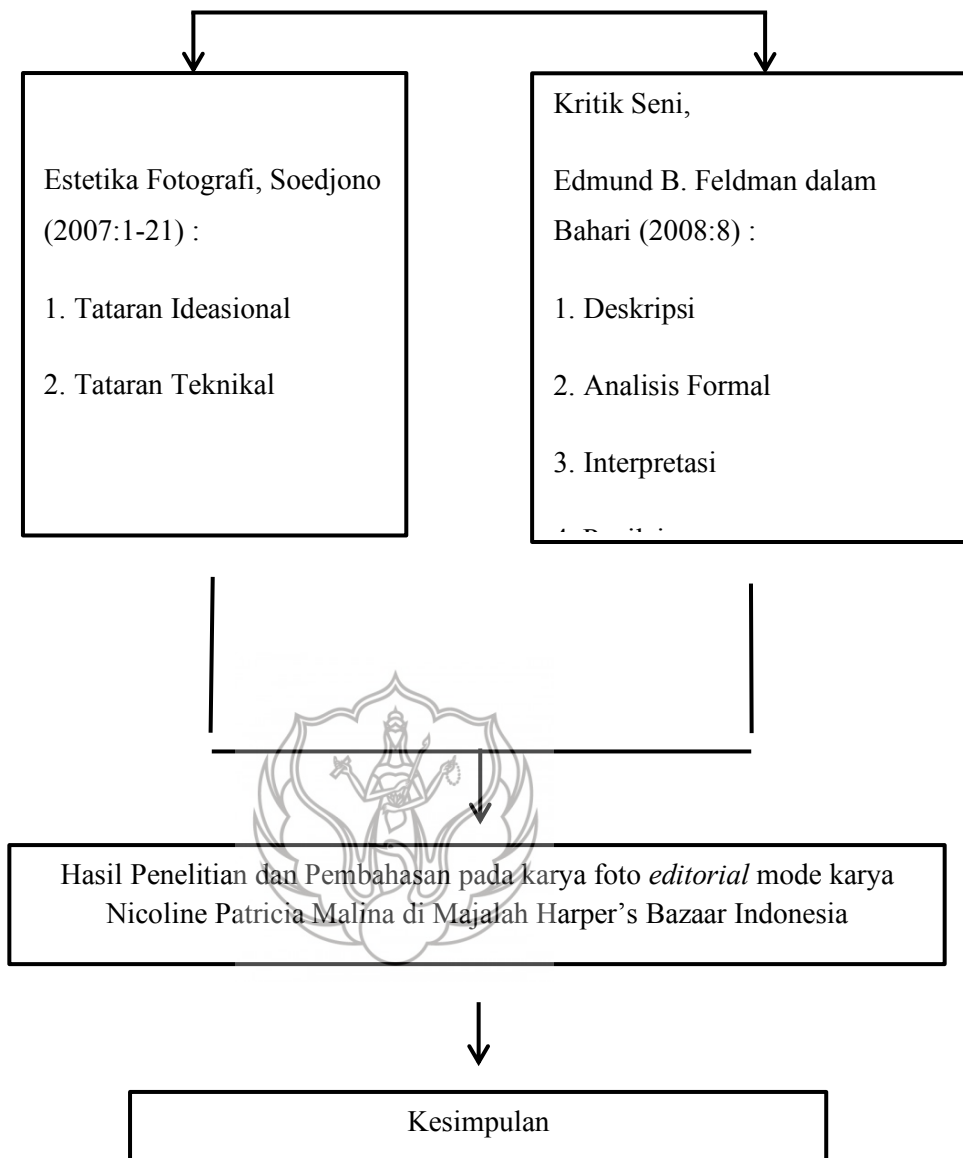 Estetika Fotografi, Soedjono
(2007:1-21) :
1. Tataran Ideasional
2. Tataran Teknikal
Kritik Seni,
Edmund B. Feldman dalam
Bahari (2008:8) :
1. Deskripsi
2. Analisis Formal
3. Interpretasi
Hasil Penelitian dan Pembahasan pada karya foto editorial mode karya
Nicoline Patricia Malina di Majalah Harper’s Bazaar Indonesia
Kesimpulan